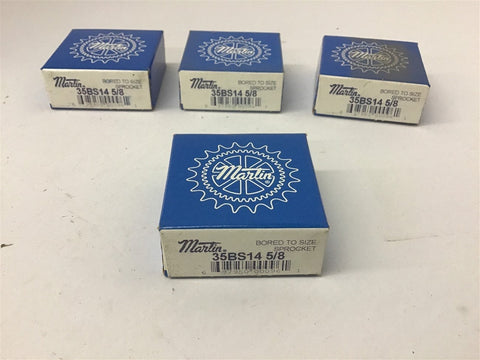 Martin
Martin
BORED TO SIZE
SPROCKET
35BS14 5/8
Martin
Martin
BORED TO SIZE
SPROCKET
35BS14 5/8
Martin
Martin
BORED TO SIZE
SPROCKET
35BS14 5/8
Martin
Martin
BORED TO SIZE
SPROCKET
35BS14 5/8